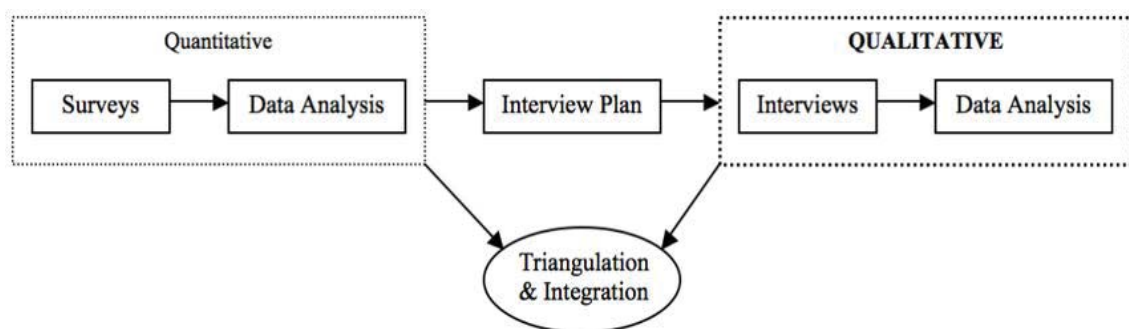 Quantitative
QUALITATIVE
Surveys
Data Analysis
Interview Plan
Interviews
Data Analysis
Triangulation
& Integration